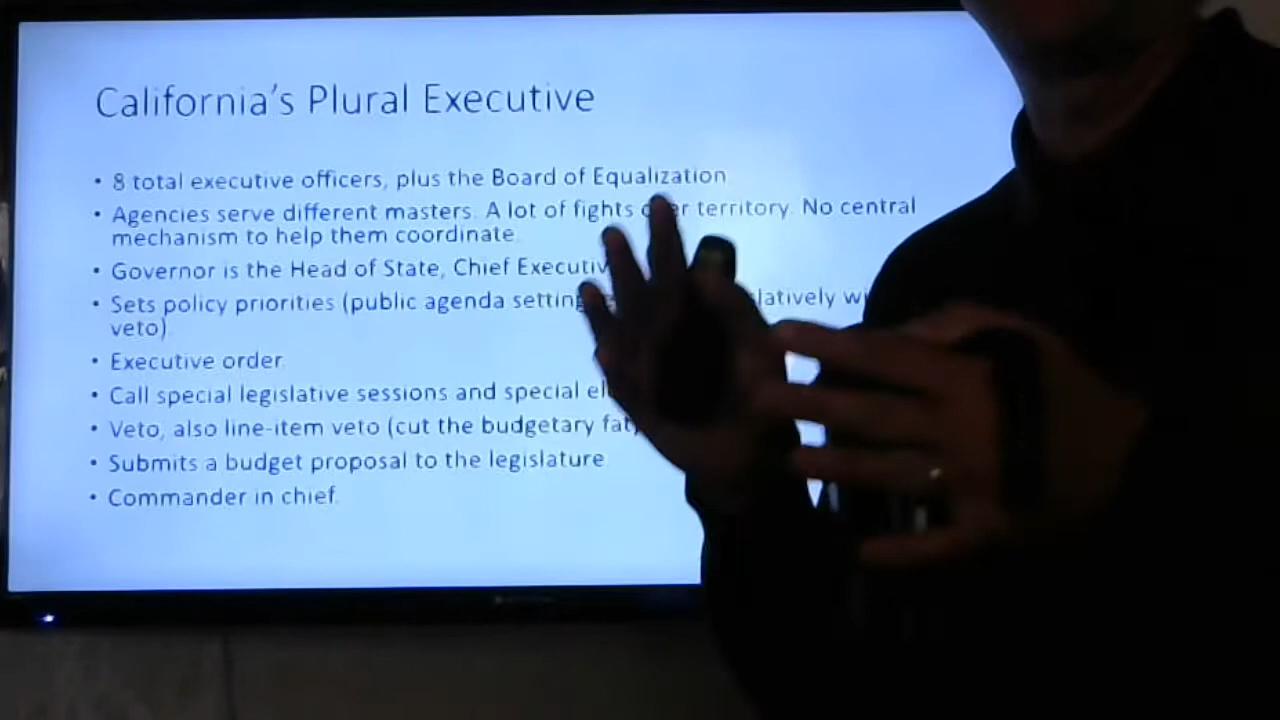 California's Plural Executive
• 8 total executive officers, plus the Board of Equalization
• Agencies serve different masters. A lot of fights territory. No central
mechanism to help them coordinate.
• Governor is the Head of State, Chief
• Sets policy priorities (public agenda
veto).
• Executive order.
• Call special legislative sessions and special
• Veto, also line-item veto (cut the budgetary fat)
• Submits a budget proposal to the legislature
• Commander in chief.